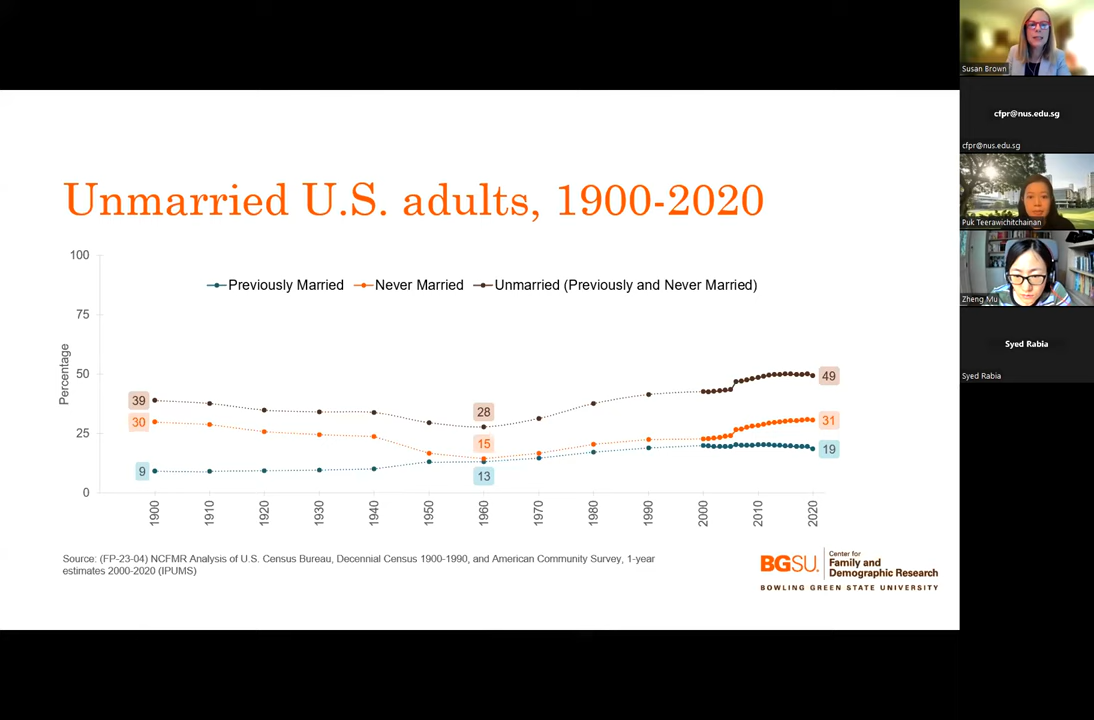 Unmarried U.S. adults, 1900-2020
100
Previously Married
Never Married
Unmarried (Previously and Never Married)
75
50
25
0
Percentage
39
30
9
28
15
13
49
31
19
1900
1910
1920
1930
1940
1950
1960
1970
1980
1990
2000
2010
2020
Source: (FP-23-04) NCFMR Analysis of U.S. Census Bureau, Decennial Census 1900-1990, and American Community Survey, 1-year
estimates 2000-2020 (IPUMS)
BGSU.
Center for
Family and
Demographic Research
BOWLING GREEN STATE UNIVERSITY
Susan Brown
cfpr@nus.edu.sg
cfpr@nus.edu.sg
Puk Teerawichitchainan
Zheng Mu
Syed Rabia
Syed Rabia